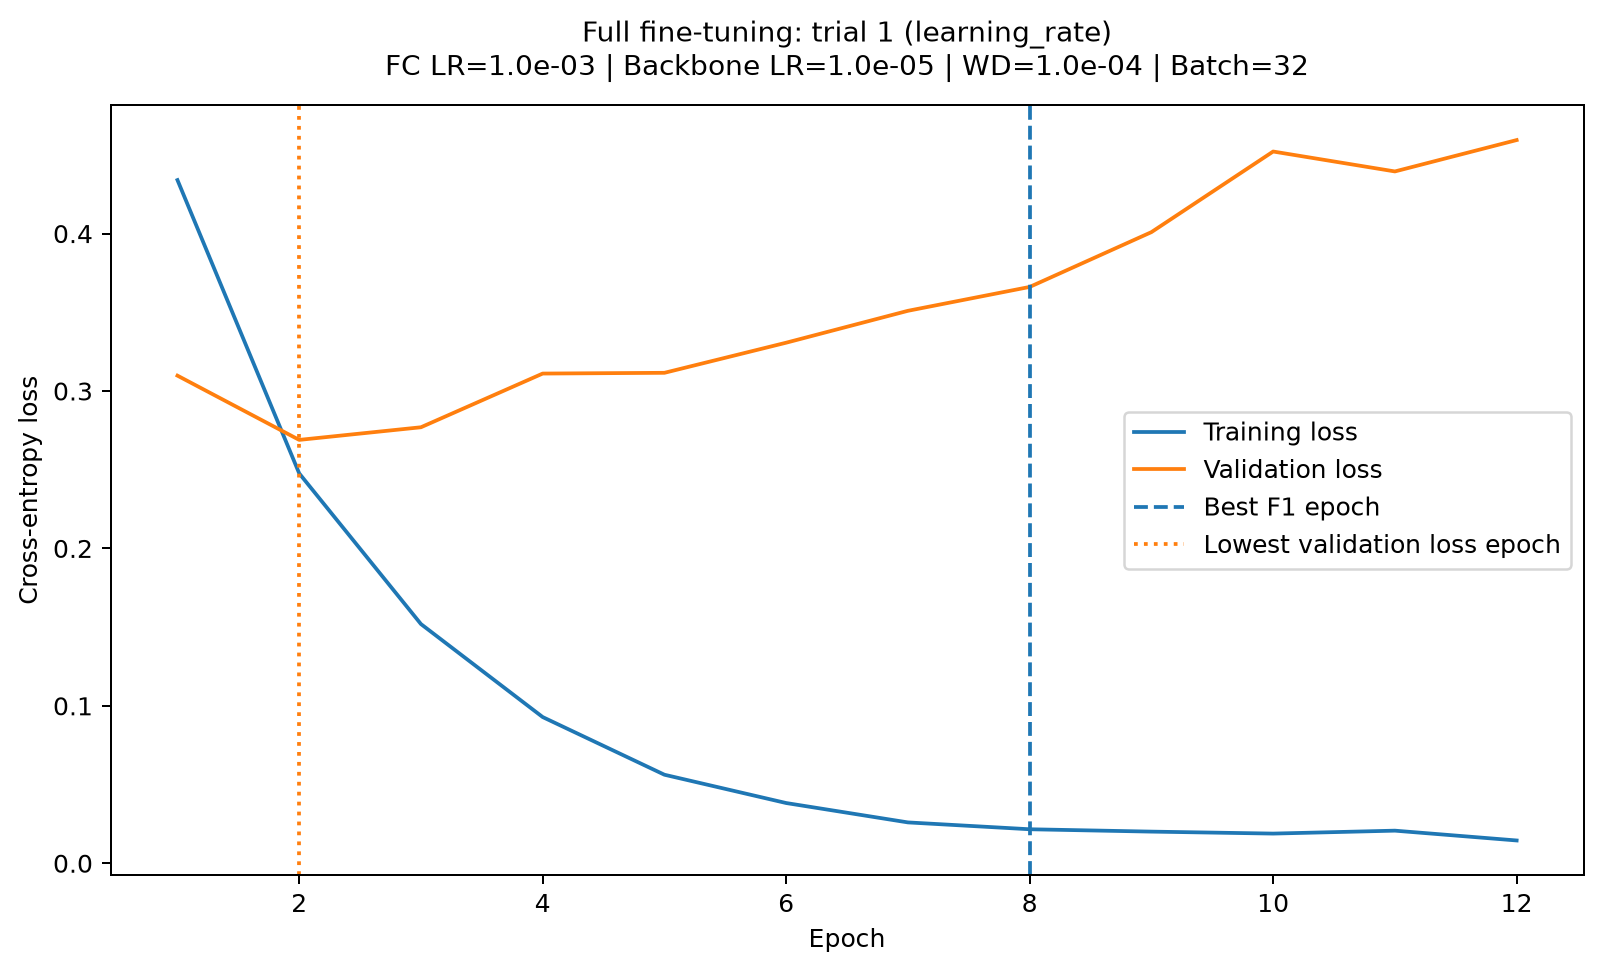 Full fine-tuning: trial 1 (learning_rate)
FC LR=1.0e-03 | Backbone LR=1.0e-05 | WD=1.0e-04 | Batch=32
Cross-entropy loss
0.4
0.3
0.2
0.1
0.0
Training loss
Validation loss
Best F1 epoch
Lowest validation loss epoch
2 4 6 8 10 12
Epoch